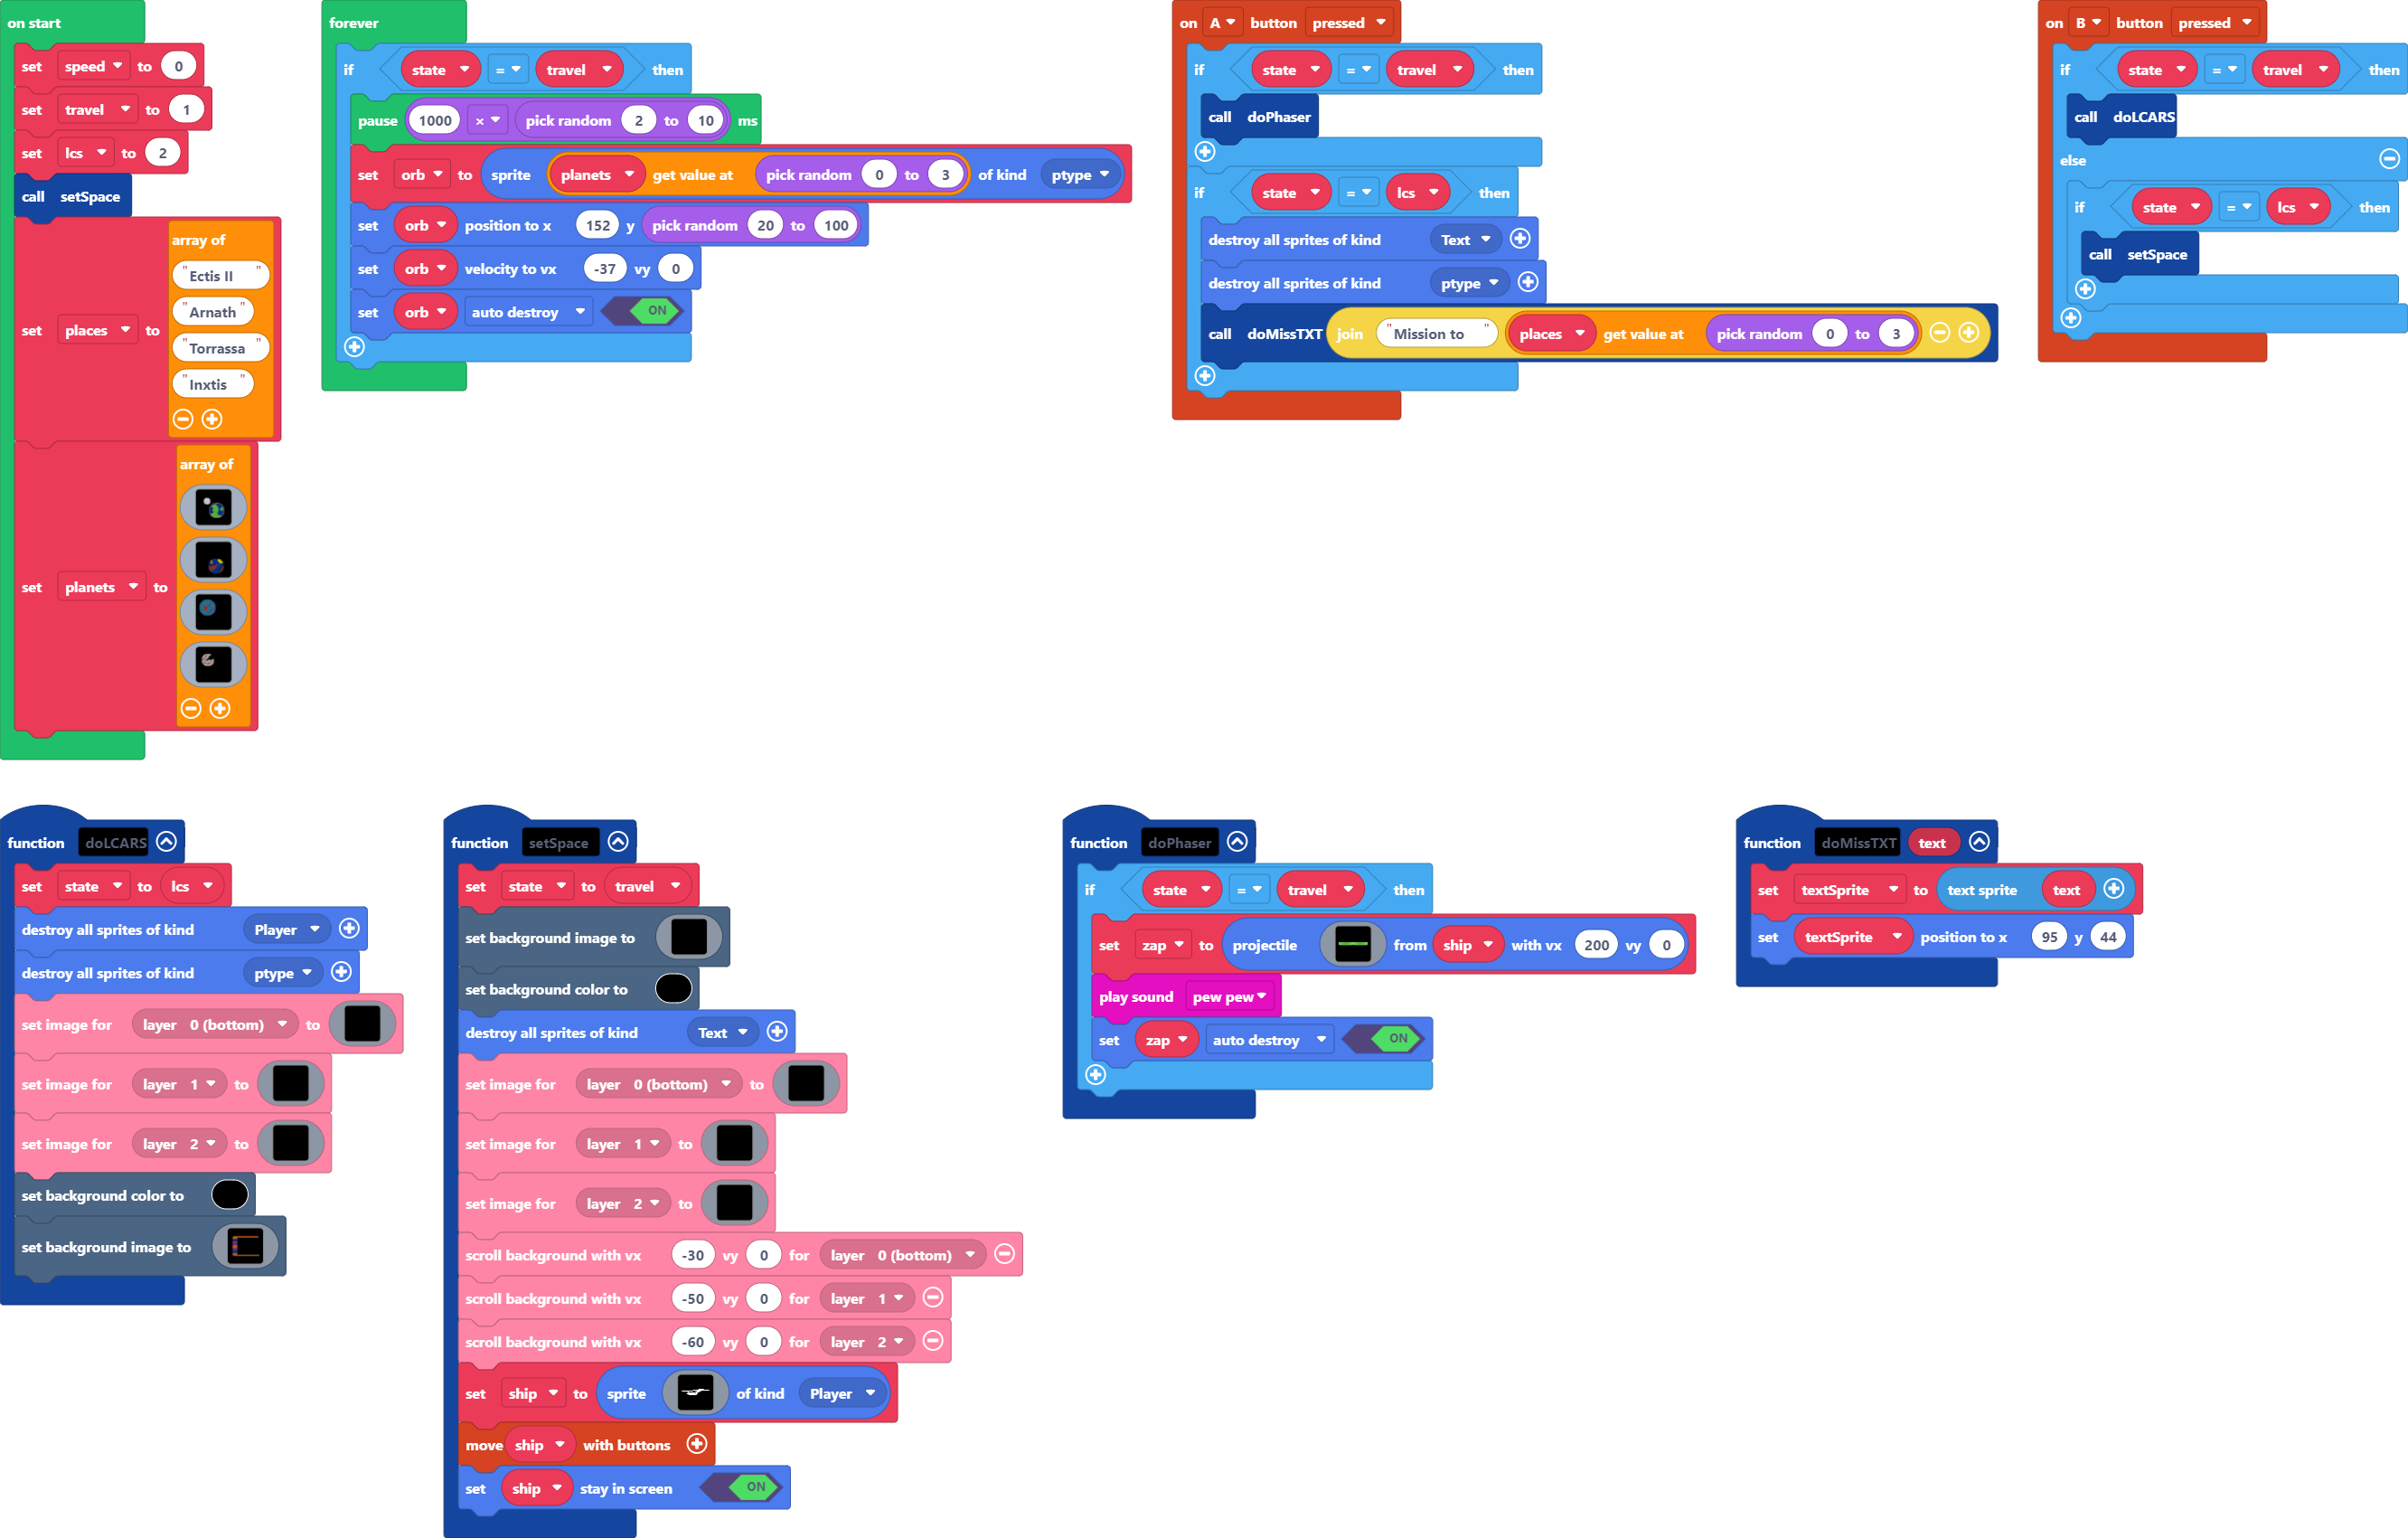 on start
set speed to 0
set travel to 1
set lcs to 2
call setSpace
set places to array of
"Ectis II "
"Arnath"
"Torrassa"
"Inxtis "
set planets to array of
forever
if state = travel then
pause 1000 × pick random 2 to 10 ms
set orb to sprite planets get value at pick random 0 to 3 of kind ptype
set orb position to x 152 y pick random 20 to 100
set orb velocity to vx -37 vy 0
set orb auto destroy ON
on A button pressed
if state = travel then
call doPhaser
if state = lcs then
destroy all sprites of kind Text
destroy all sprites of kind ptype
call doMissTXT join "Mission to " places get value at pick random 0 to 3
on B button pressed
if state = travel then
call doLCARS
else
if state = lcs then
call setSpace
function doLCARS
set state to lcs
destroy all sprites of kind Player
destroy all sprites of kind ptype
set image for layer 0 (bottom) to
set image for layer 1 to
set image for layer 2 to
set background color to
set background image to
function setSpace
set state to travel
set background image to
set background color to
destroy all sprites of kind Text
set image for layer 0 (bottom) to
set image for layer 1 to
set image for layer 2 to
scroll background with vx -30 vy 0 for layer 0 (bottom)
scroll background with vx -50 vy 0 for layer 1
scroll background with vx -60 vy 0 for layer 2
set ship to sprite of kind Player
move ship with buttons
set ship stay in screen ON
function doPhaser
if state = travel then
set zap to projectile from ship with vx 200 vy 0
play sound pew pew
set zap auto destroy ON
function doMissTXT text
set textSprite to text sprite text
set textSprite position to x 95 y 44